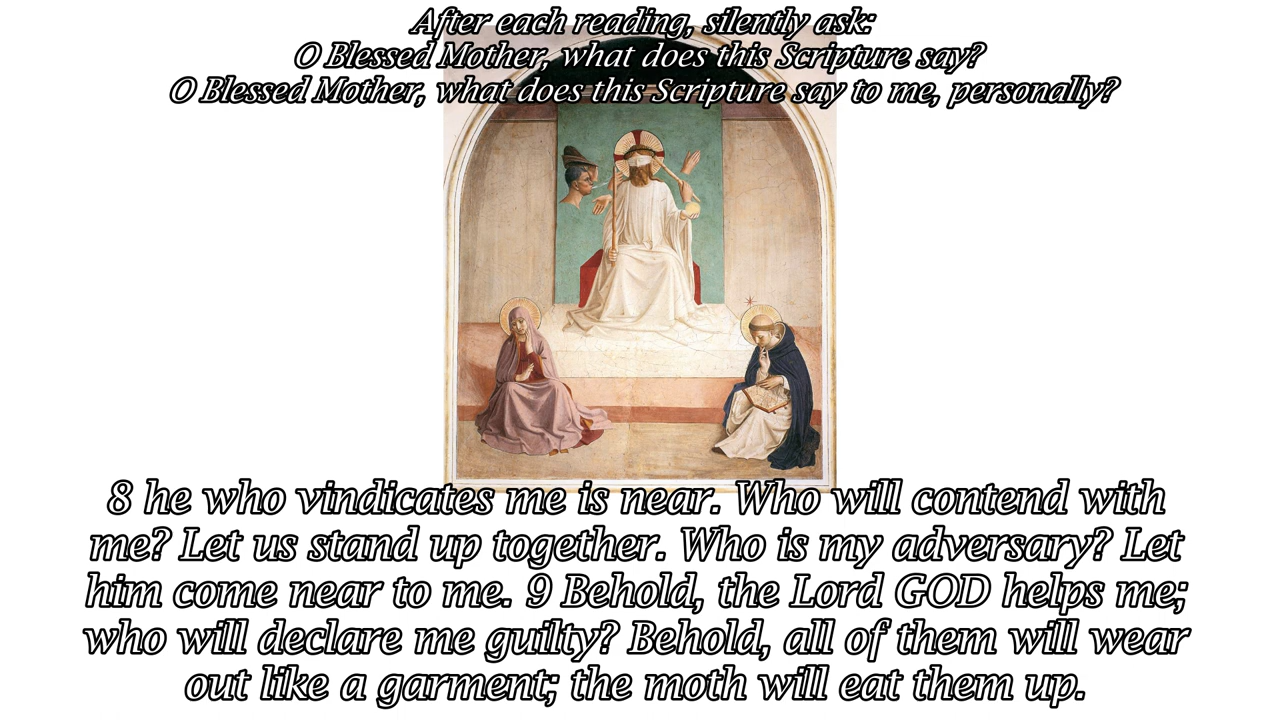 After each reading, silently ask:
O Blessed Mother, what does this Scripture say?
O Blessed Mother, what does this Scripture say to me, personally?
8 he who vindicates me is near. Who will contend with
me? Let us stand up together. Who is my adversary? Let
him come near to me. 9 Behold, the Lord GOD helps me;
who will declare me guilty? Behold, all of them will wear
out like a garment; the moth will eat them up.